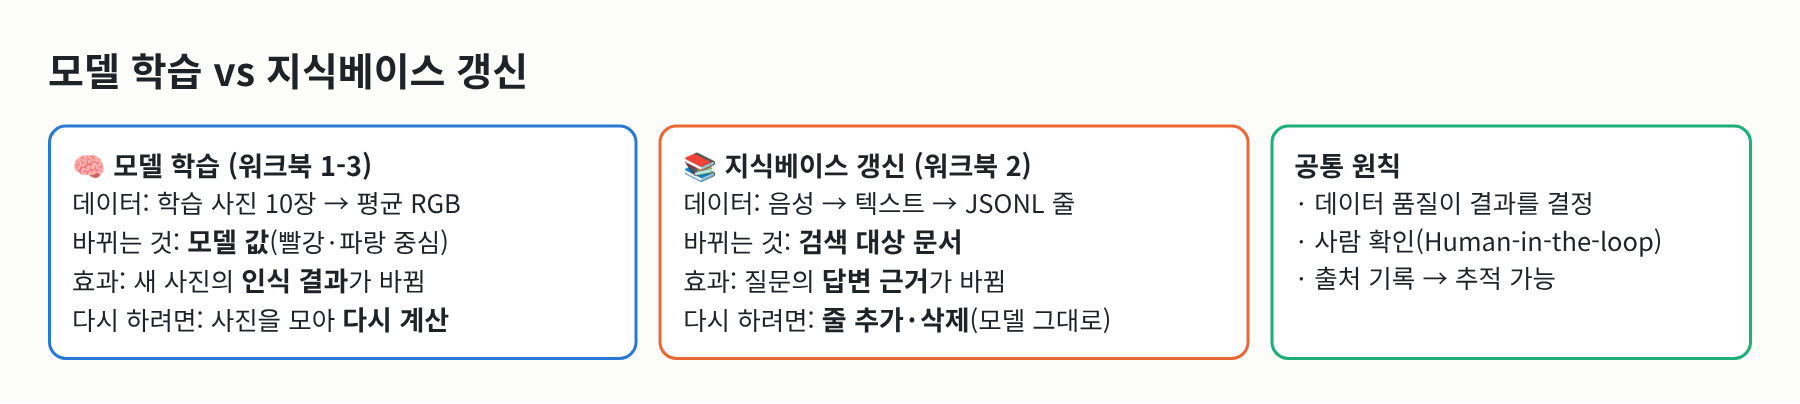 모델 학습 vs 지식베이스 갱신
🧠 모델 학습 (워크북 1-3)
데이터: 학습 사진 10장 → 평균 RGB
바뀌는 것: 모델 값(빨강·파랑 중심)
효과: 새 사진의 인식 결과가 바뀜
다시 하려면: 사진을 모아 다시 계산
📚 지식베이스 갱신 (워크북 2)
데이터: 음성 → 텍스트 → JSONL 줄
바뀌는 것: 검색 대상 문서
효과: 질문의 답변 근거가 바뀜
다시 하려면: 줄 추가·삭제(모델 그대로)
공통 원칙
· 데이터 품질이 결과를 결정
· 사람 확인(Human-in-the-loop)
· 출처 기록 → 추적 가능